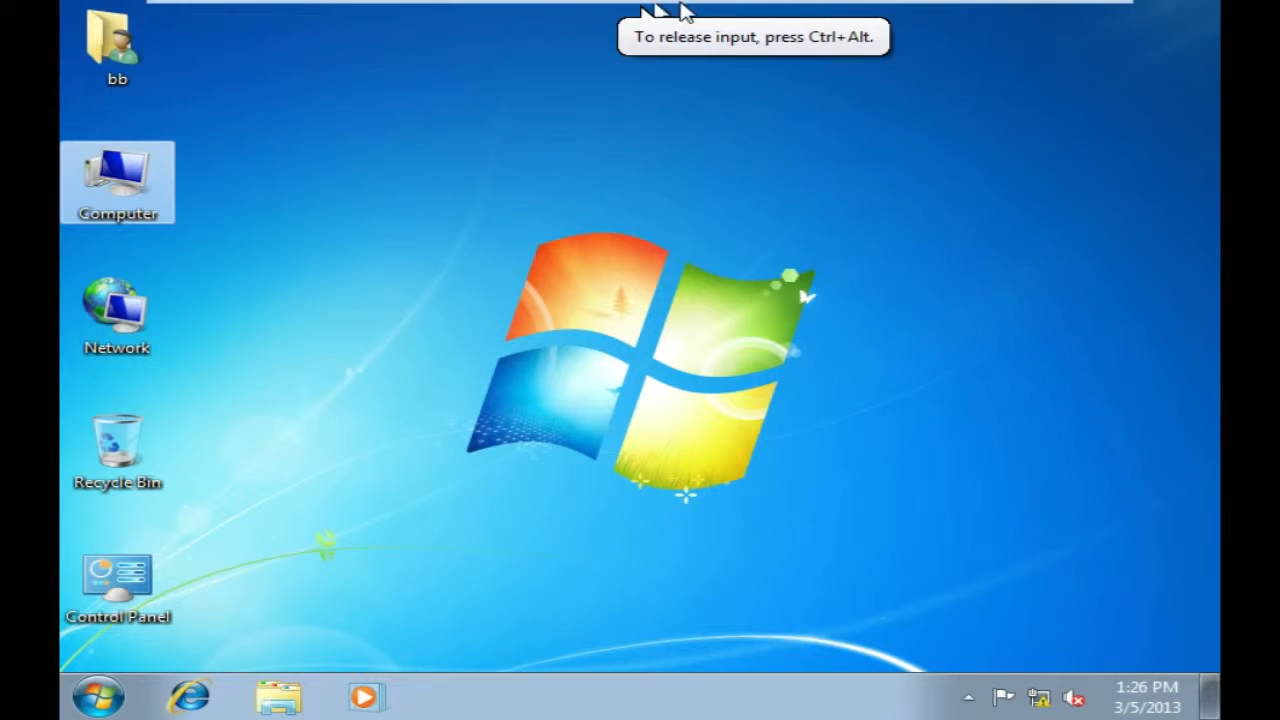 To release input, press Ctrl+Alt.
bb
Computer
Network
Recycle Bin
Control Panel
1:26 PM
3/5/2013